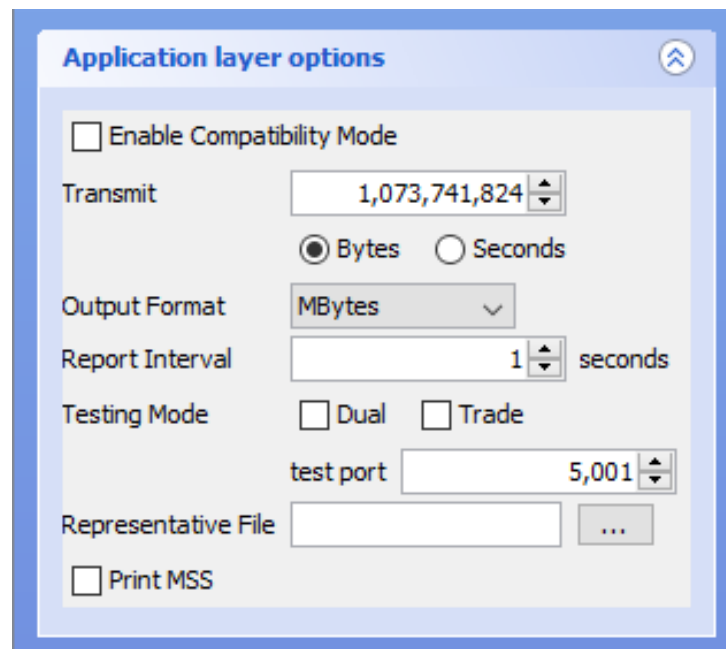 Application layer options
Enable Compatibility Mode
Transmit 1,073,741,824
Bytes Seconds
Output Format MBytes
Report Interval 1 seconds
Testing Mode Dual Trade
test port 5,001
Representative File ...
Print MSS